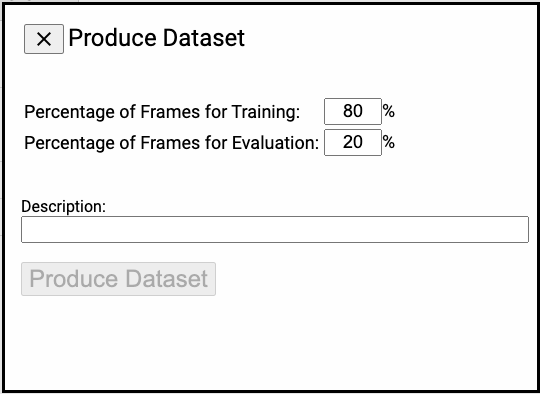 ✕ Produce Dataset
Percentage of Frames for Training: 80 %
Percentage of Frames for Evaluation: 20 %
Description:
Produce Dataset